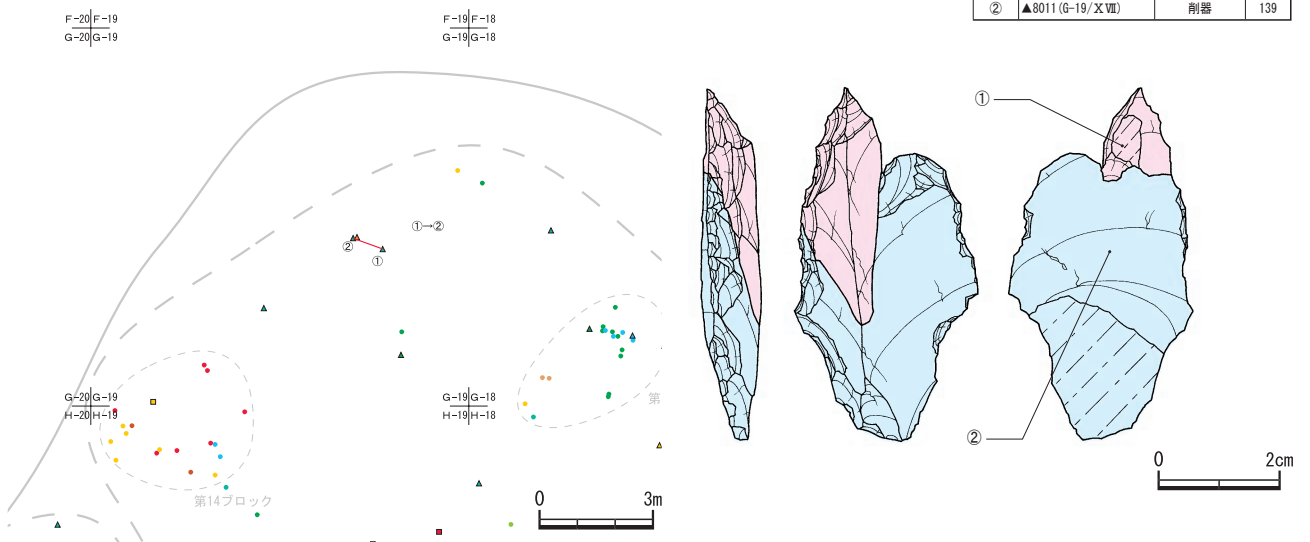 ② ▲8011(G-19/XⅦ) 削器 139
F-20 F-19
G-20 G-19
F-19 F-18
G-19 G-18
①→②
②
①
G-20 G-19
H-20 H-19
G-19 G-18
H-19 H-18
第
第14ブロック
0 3m
①
②
0 2cm